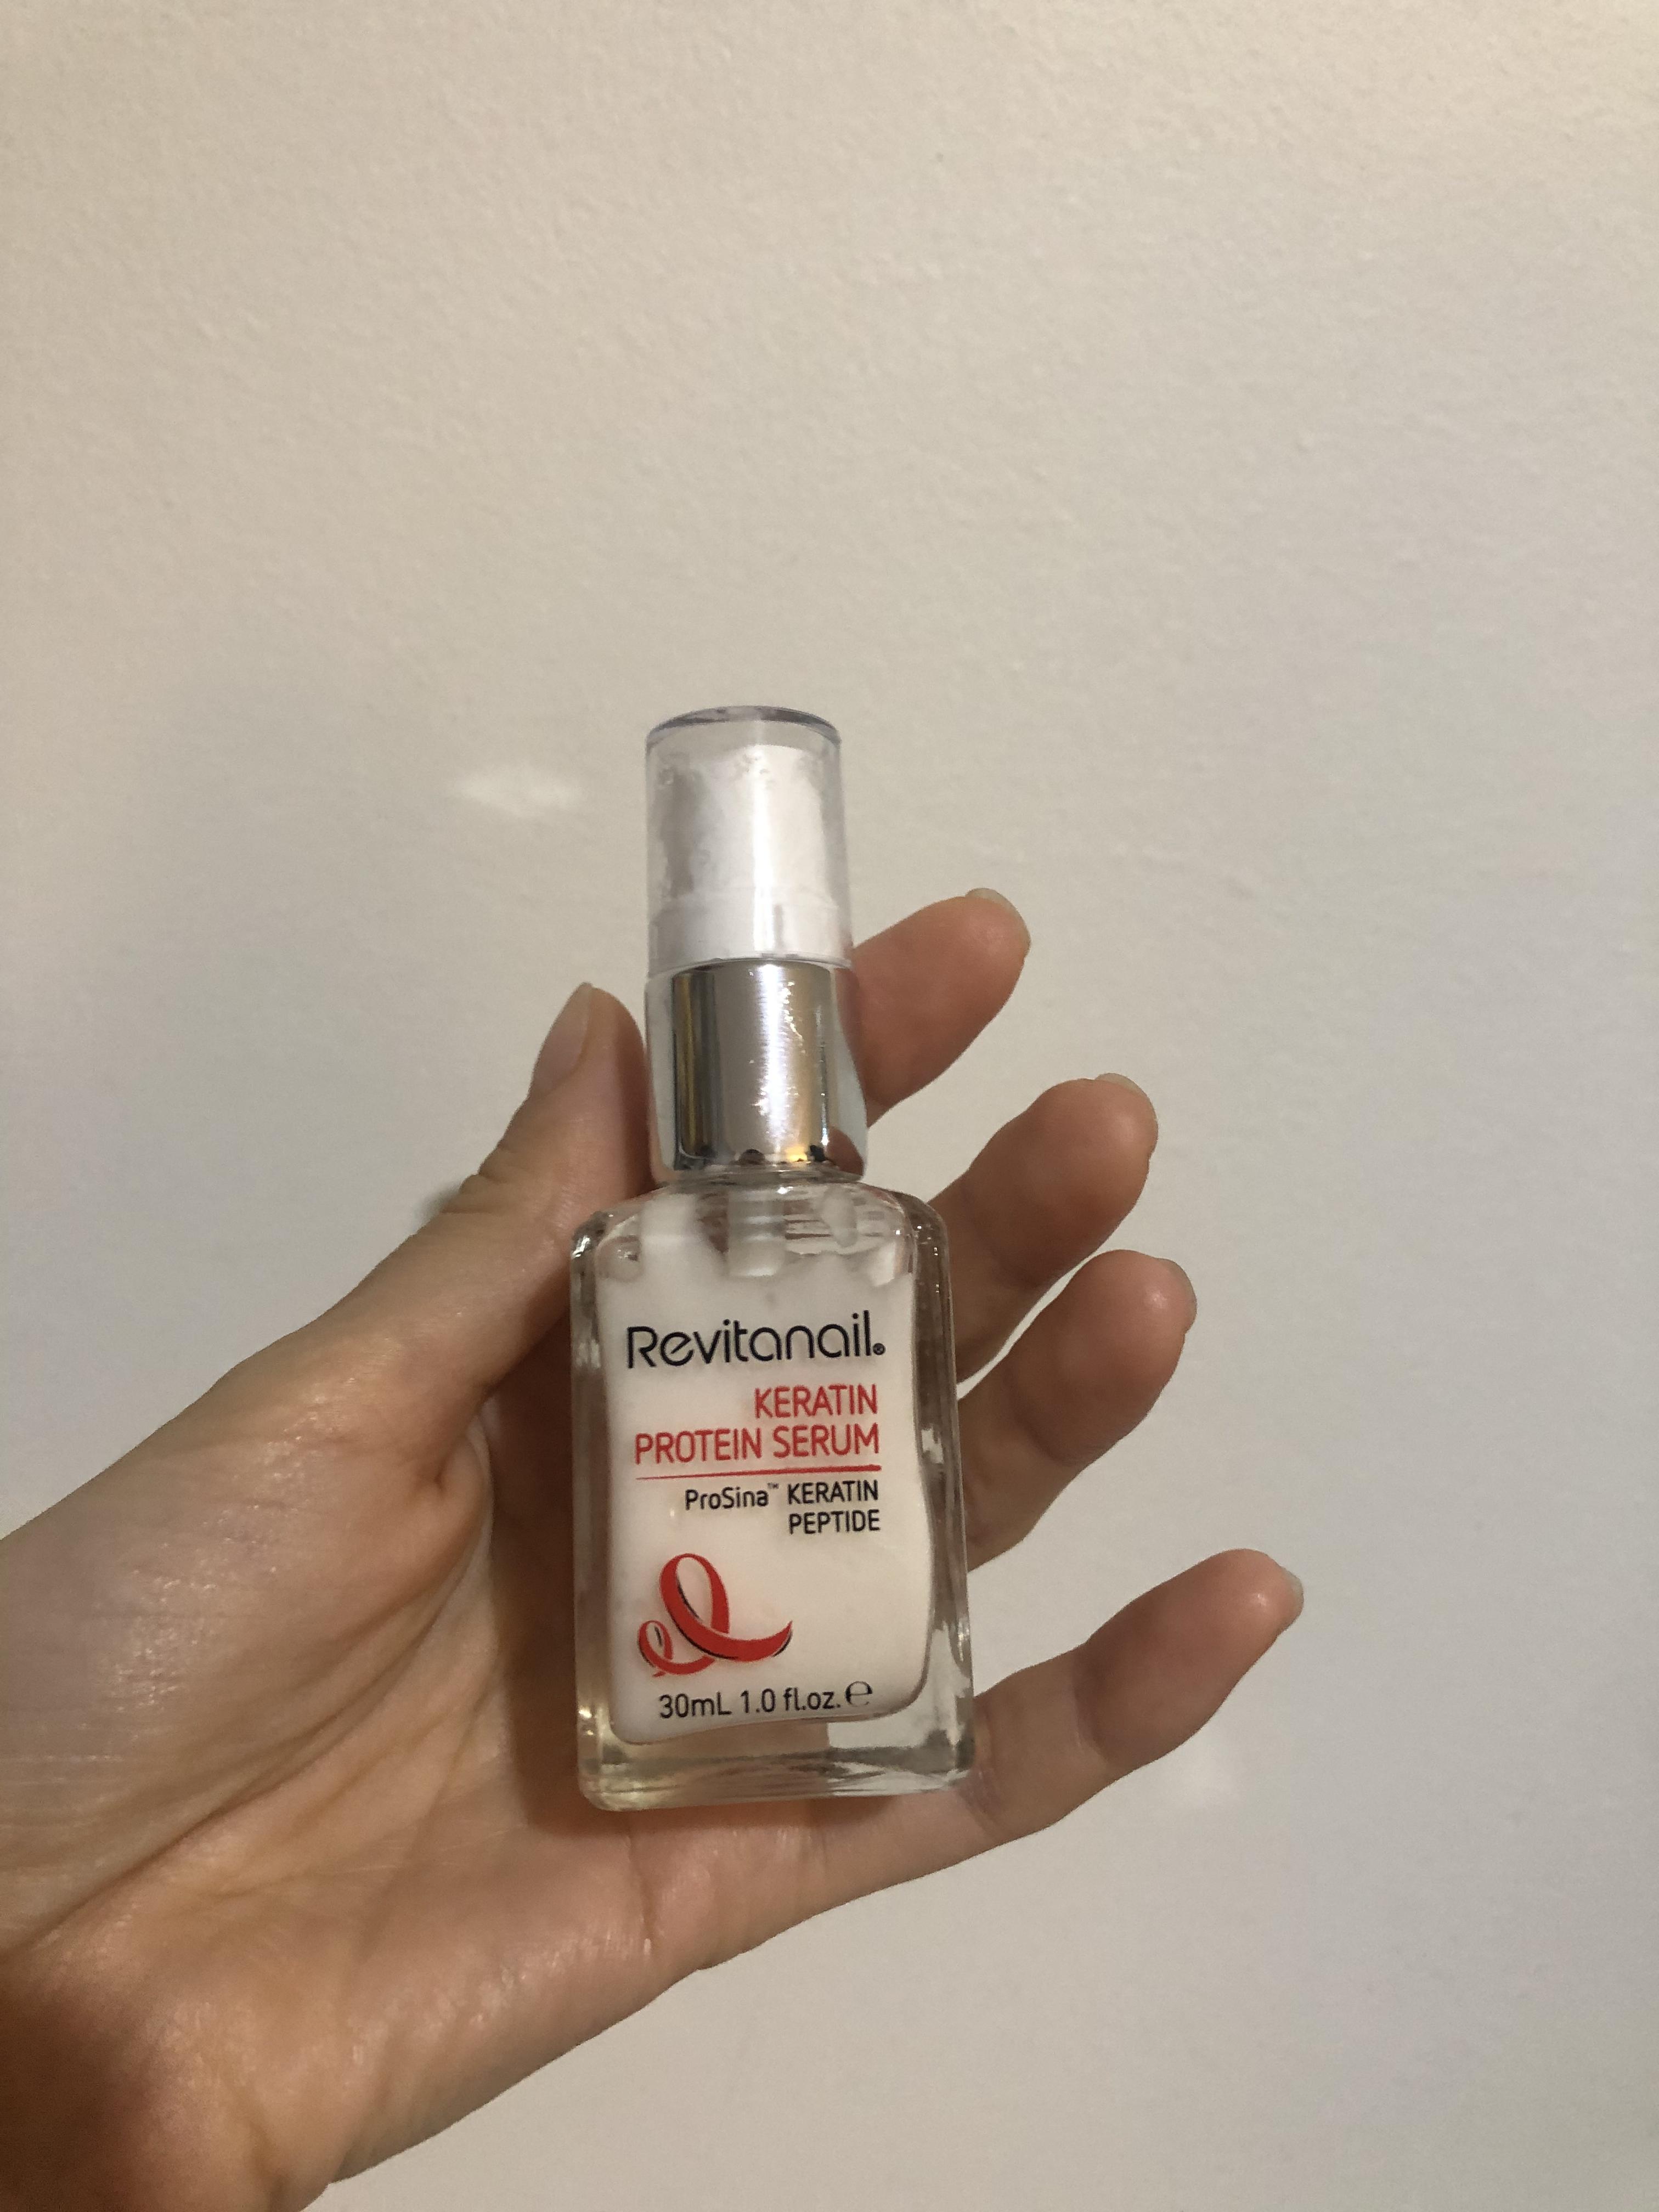 Revitanail®
KERATIN
PROTEIN SERUM
ProSina™ KERATIN
PEPTIDE
30mL 1.0 fl.oz. ℮